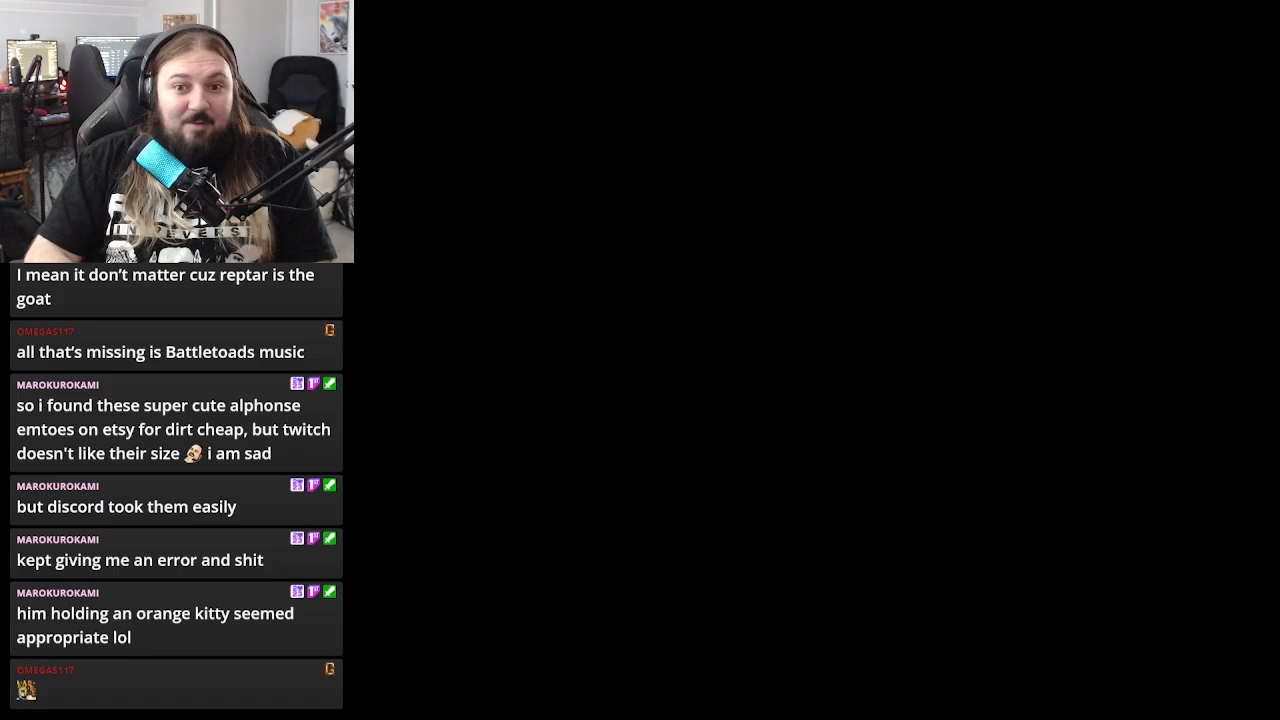 IN REVERSE
I mean it don’t matter cuz reptar is the
goat
OMEGAS117
all that’s missing is Battletoads music
MAROKUROKAMI
so i found these super cute alphonse
emtoes on etsy for dirt cheap, but twitch
doesn't like their size i am sad
MAROKUROKAMI
but discord took them easily
MAROKUROKAMI
kept giving me an error and shit
MAROKUROKAMI
him holding an orange kitty seemed
appropriate lol
OMEGAS117